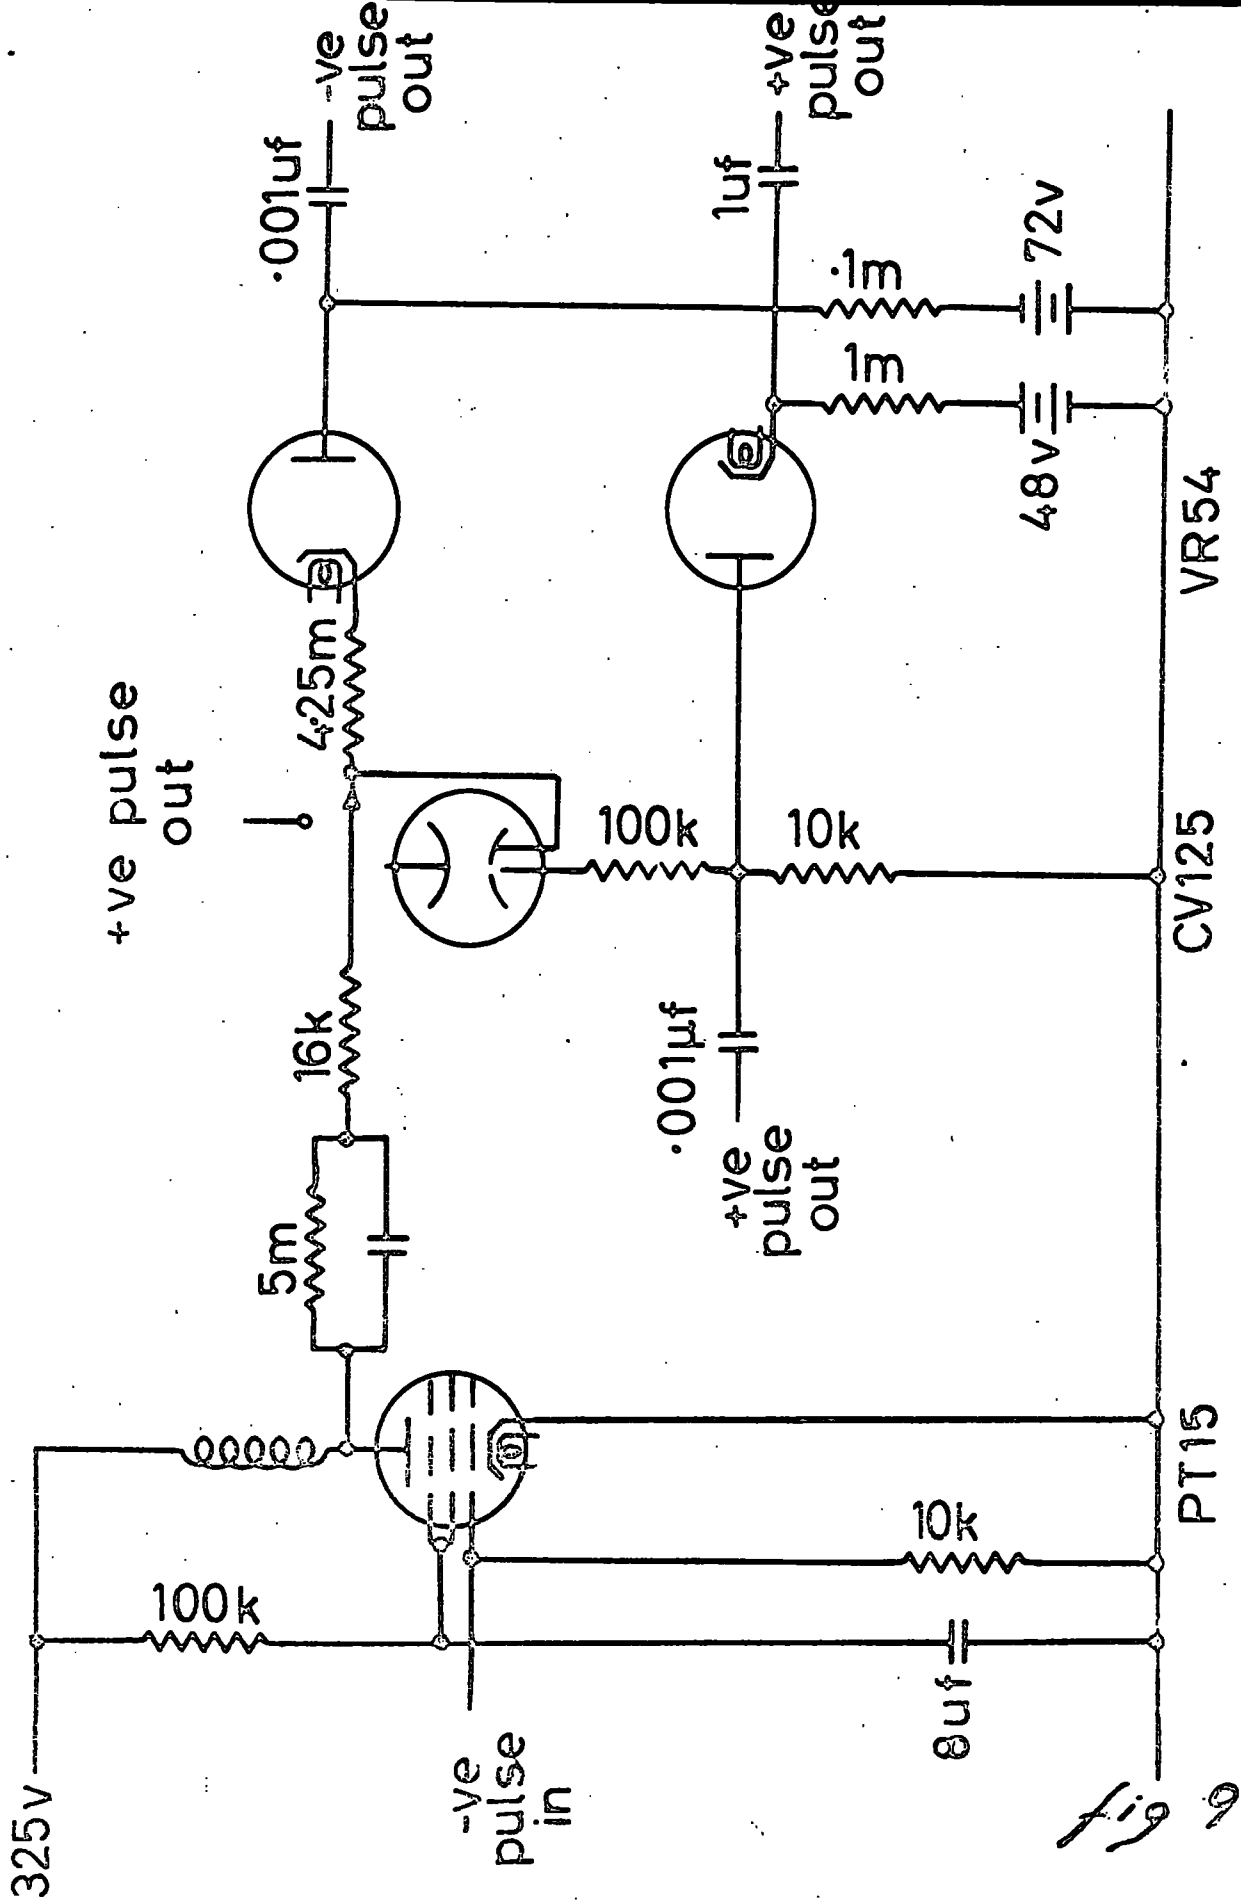 325v
100k
-ve
pulse
in
8uf
10k
PT15
5m
16k
+ve pulse
out
4.25m
.001uf
-ve
pulse
out
.001µf
+ve
pulse
out
100k
10k
CV125
1uf
+ve
pulse
out
.1m
1m
72v
48v
VR54
fig 9